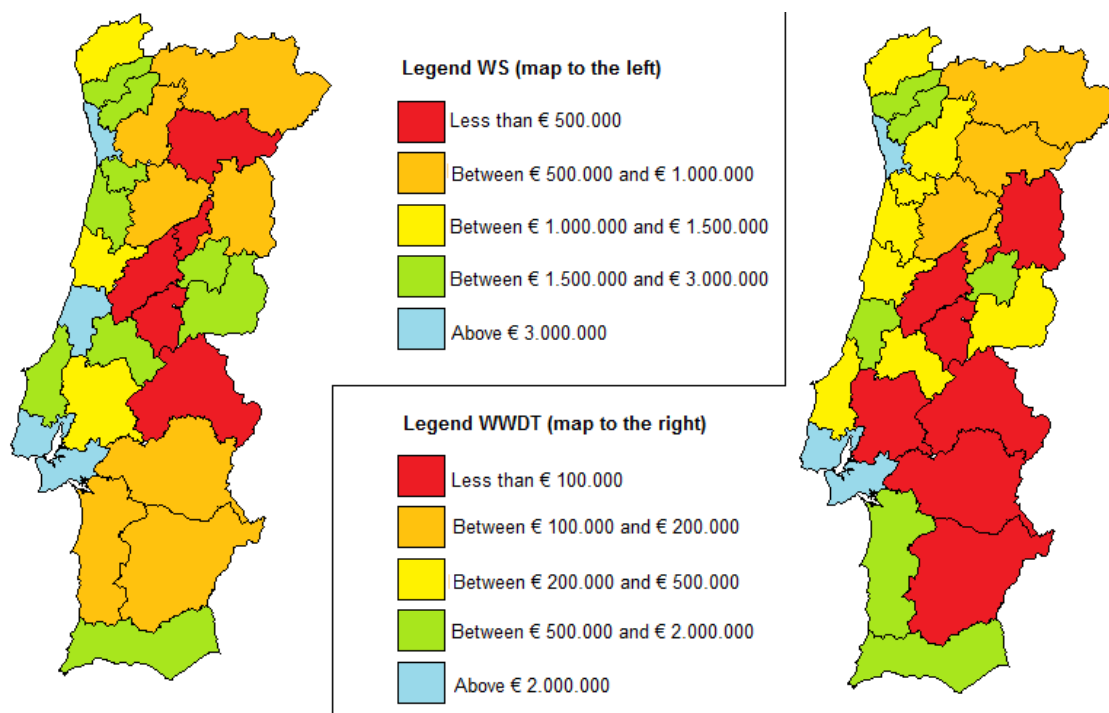 Legend WS (map to the left)
Less than € 500.000
Between € 500.000 and € 1.000.000
Between € 1.000.000 and € 1.500.000
Between € 1.500.000 and € 3.000.000
Above € 3.000.000
Legend WWDT (map to the right)
Less than € 100.000
Between € 100.000 and € 200.000
Between € 200.000 and € 500.000
Between € 500.000 and € 2.000.000
Above € 2.000.000